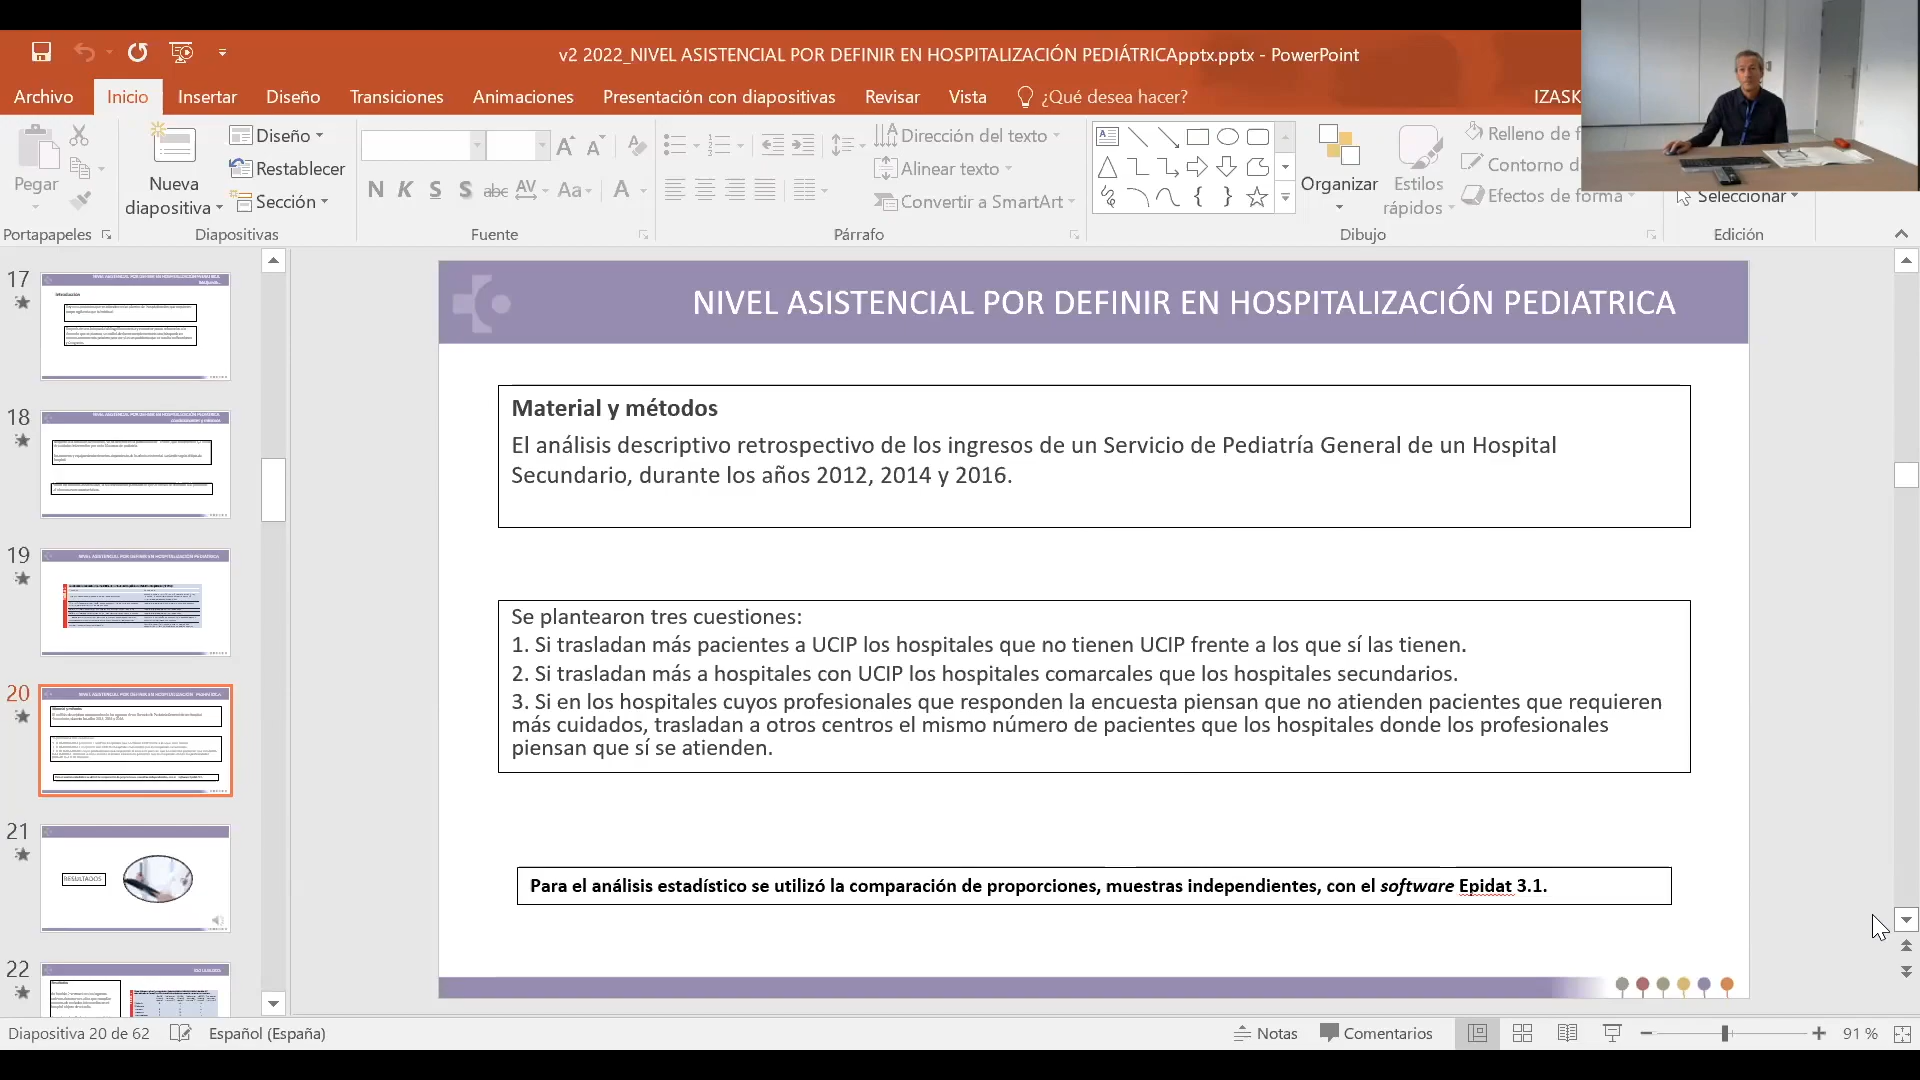 v2 2022_NIVEL ASISTENCIAL POR DEFINIR EN HOSPITALIZACIÓN PEDIÁTRICApptx.pptx - PowerPoint
Archivo
Inicio
Insertar
Diseño
Transiciones
Animaciones
Presentación con diapositivas
Revisar
Vista
¿Qué desea hacer?
IZASK
Pegar
Nueva
diapositiva
Diseño
Restablecer
Sección
N K S S abc AV Aa A
Dirección del texto
Alinear texto
Convertir a SmartArt
Organizar
Estilos
rápidos
Relleno de f
Contorno d
Efectos de forma
Seleccionar
Portapapeles
Diapositivas
Fuente
Párrafo
Dibujo
Edición
17
18
19
20
21
RESULTADOS
22
NIVEL ASISTENCIAL POR DEFINIR EN HOSPITALIZACIÓN PEDIATRICA
Material y métodos
El análisis descriptivo retrospectivo de los ingresos de un Servicio de Pediatría General de un Hospital
Secundario, durante los años 2012, 2014 y 2016.
Se plantearon tres cuestiones:
1. Si trasladan más pacientes a UCIP los hospitales que no tienen UCIP frente a los que sí las tienen.
2. Si trasladan más a hospitales con UCIP los hospitales comarcales que los hospitales secundarios.
3. Si en los hospitales cuyos profesionales que responden la encuesta piensan que no atienden pacientes que requieren
más cuidados, trasladan a otros centros el mismo número de pacientes que los hospitales donde los profesionales
piensan que sí se atienden.
Para el análisis estadístico se utilizó la comparación de proporciones, muestras independientes, con el software Epidat 3.1.
Diapositiva 20 de 62
Español (España)
Notas
Comentarios
91 %